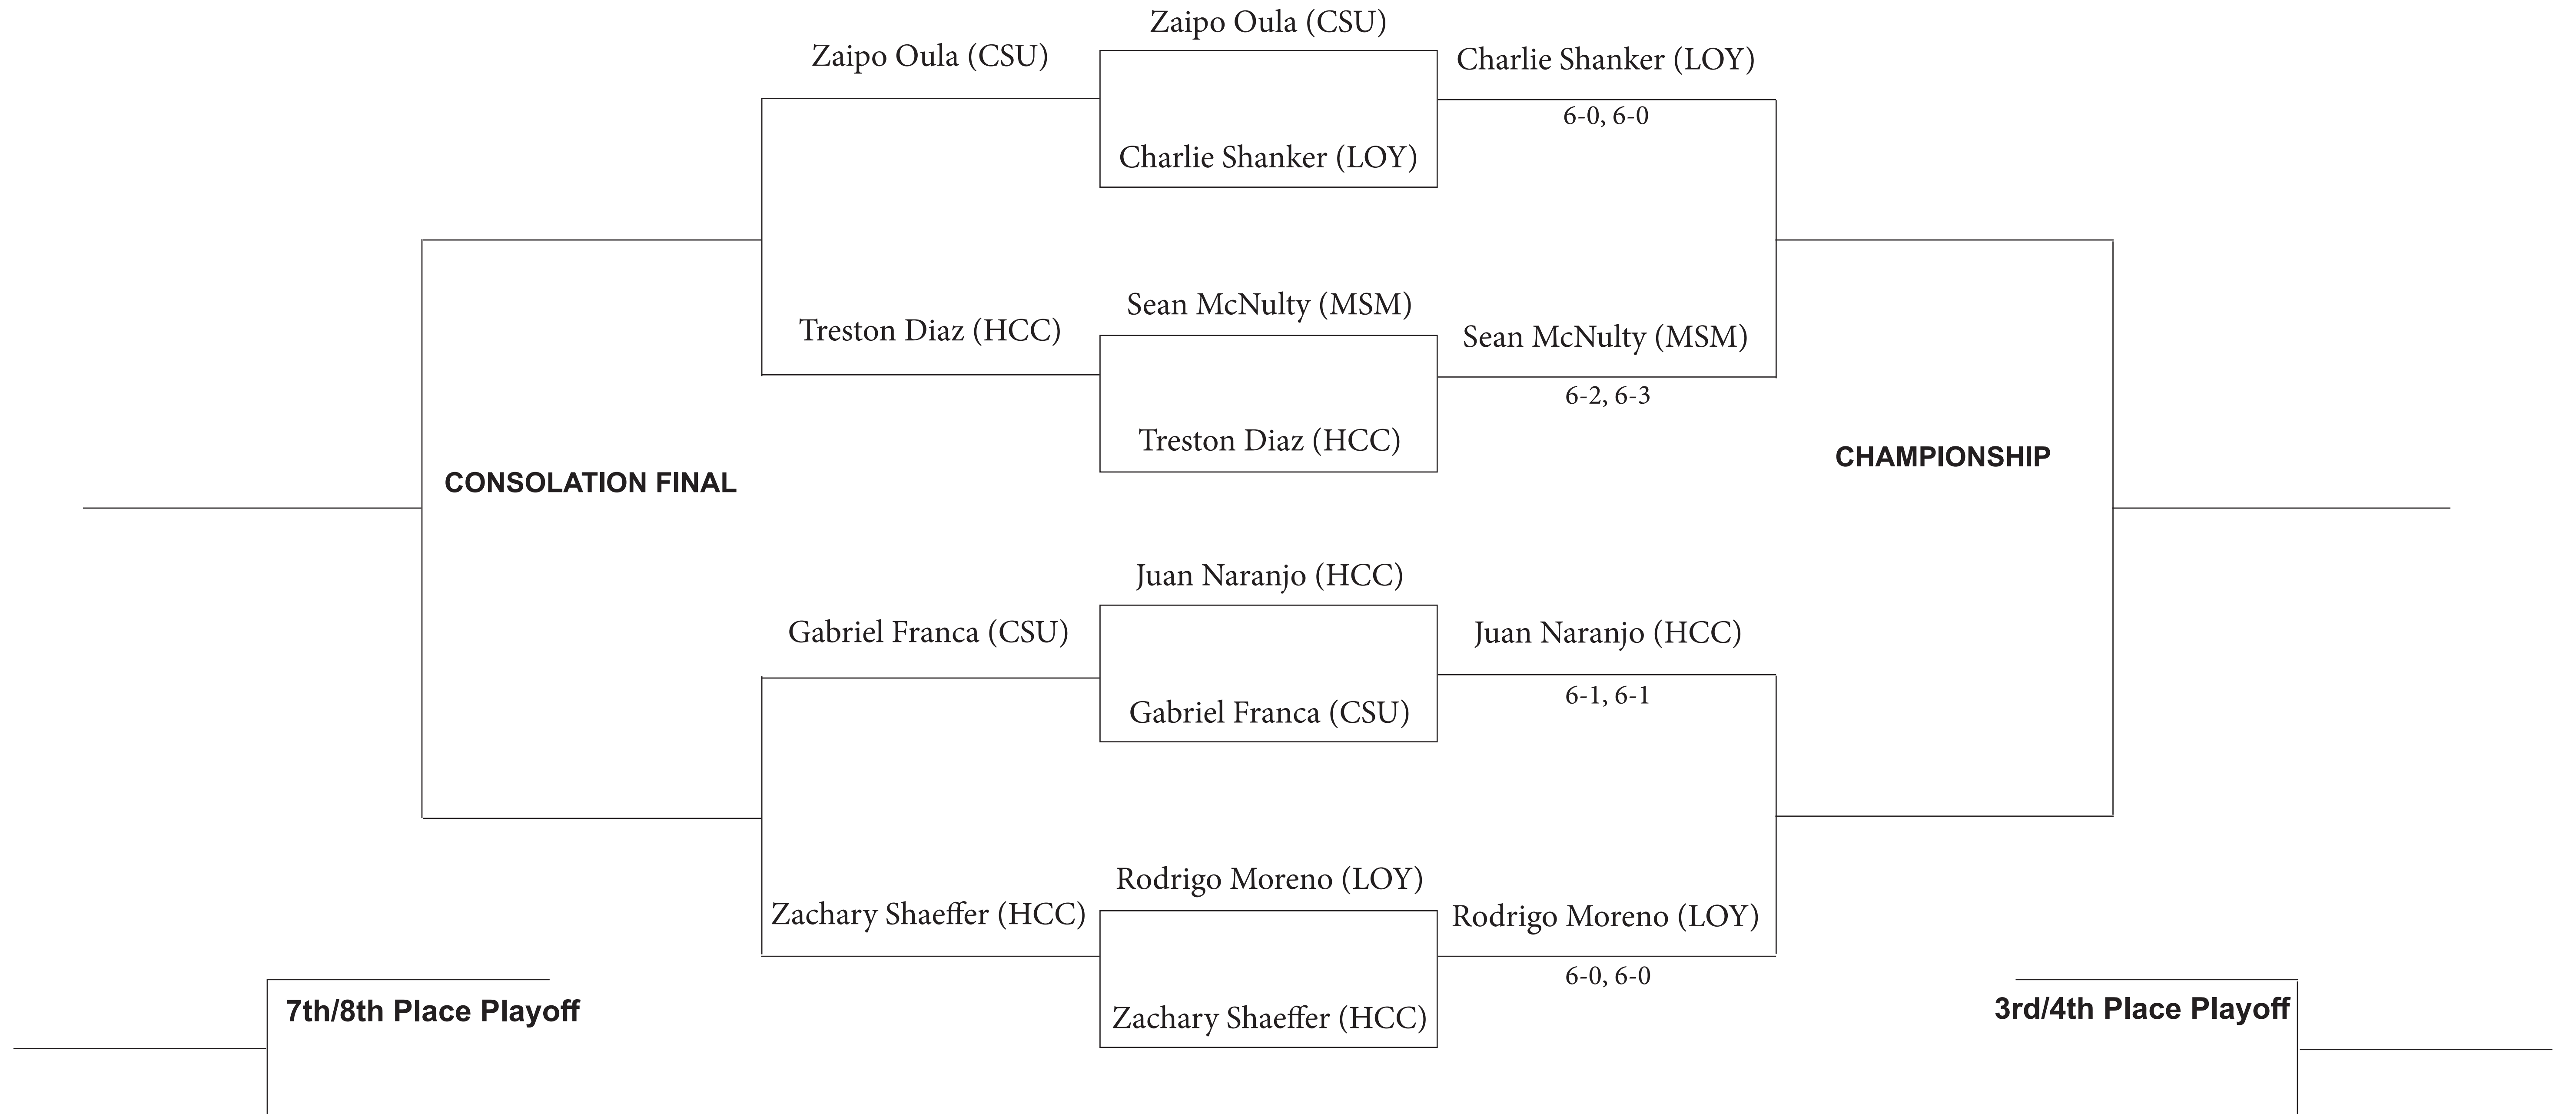 Zaipo Oula (CSU)
Zaipo Oula (CSU)
Charlie Shanker (LOY)
6-0, 6-0
Charlie Shanker (LOY)
Sean McNulty (MSM)
Treston Diaz (HCC)
Sean McNulty (MSM)
6-2, 6-3
Treston Diaz (HCC)
CHAMPIONSHIP
CONSOLATION FINAL
Juan Naranjo (HCC)
Gabriel Franca (CSU)
Juan Naranjo (HCC)
6-1, 6-1
Gabriel Franca (CSU)
Rodrigo Moreno (LOY)
Zachary Shaeffer (HCC)
Rodrigo Moreno (LOY)
6-0, 6-0
7th/8th Place Playoff
Zachary Shaeffer (HCC)
3rd/4th Place Playoff